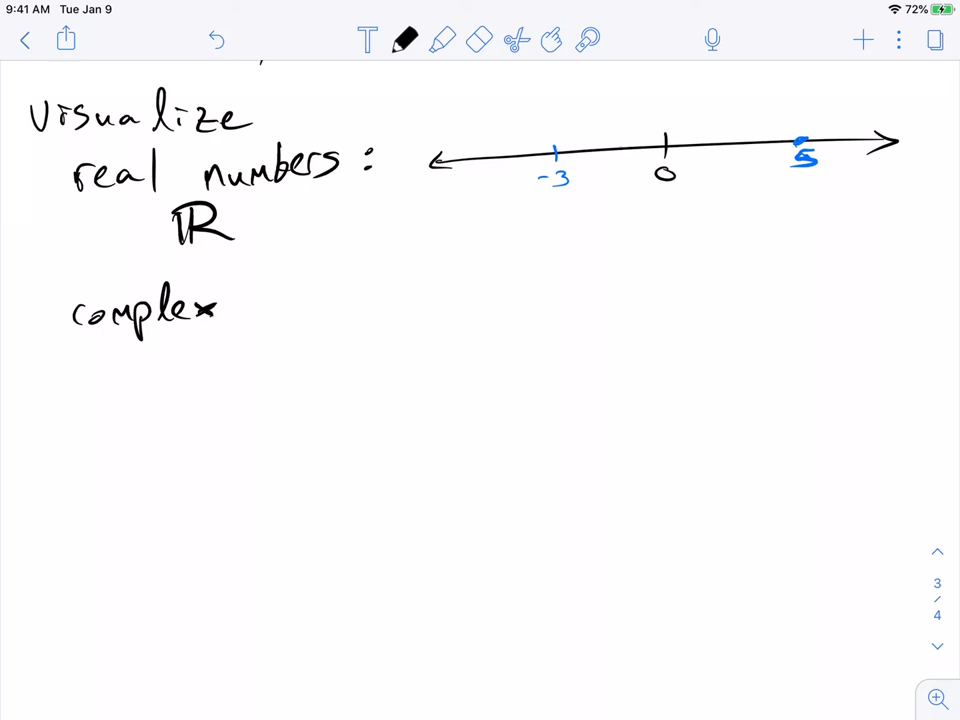 9:41 AM Tue Jan 9 72%
visualize
real numbers:
-3 0 5
ℝ
complex
T
3
/
4